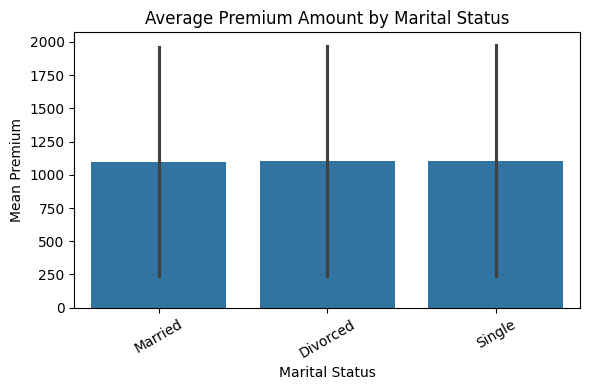 Average Premium Amount by Marital Status
Mean Premium
2000
1750
1500
1250
1000
750
500
250
0
Married
Divorced
Single
Marital Status